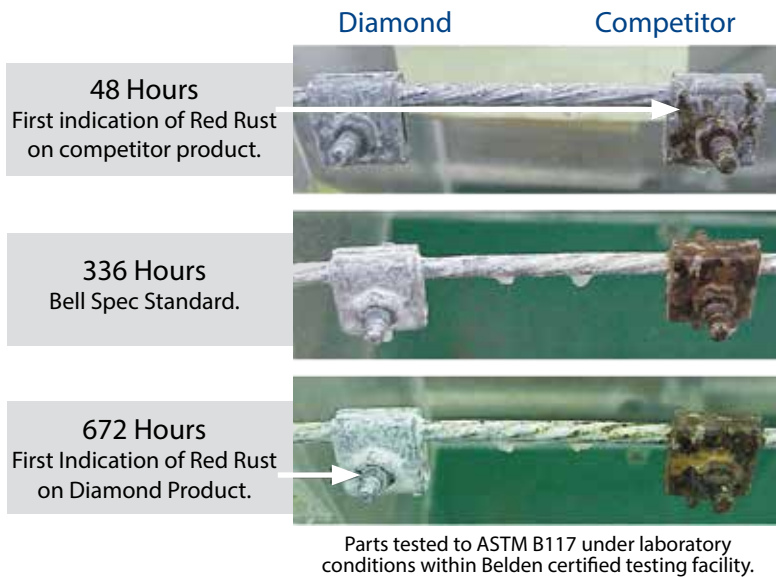 Diamond Competitor
48 Hours
First indication of Red Rust
on competitor product.
336 Hours
Bell Spec Standard.
672 Hours
First Indication of Red Rust
on Diamond Product.
Parts tested to ASTM B117 under laboratory
conditions within Belden certified testing facility.